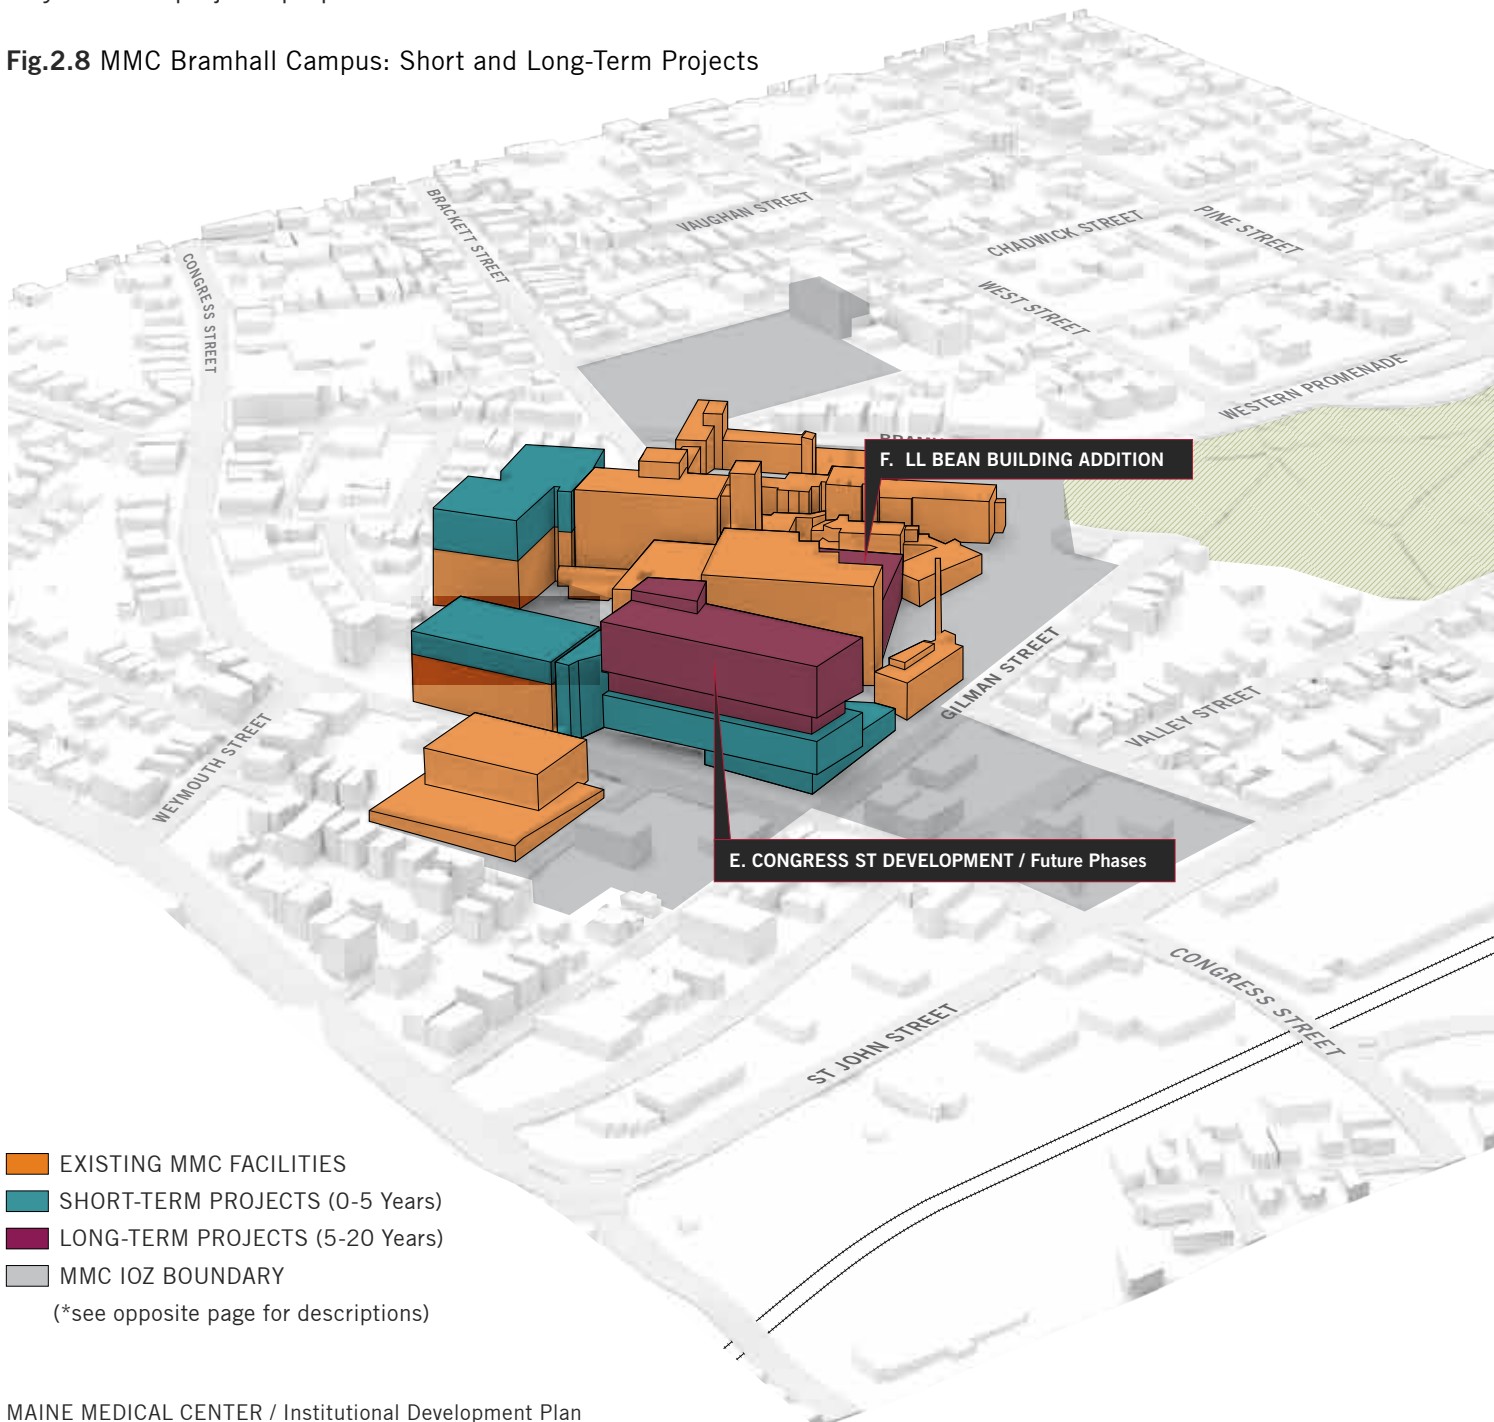 Fig.2.8 MMC Bramhall Campus: Short and Long-Term Projects
BRACKETT STREET
VAUGHAN STREET
CHADWICK STREET
PINE STREET
CONGRESS STREET
WEST STREET
WESTERN PROMENADE
F. LL BEAN BUILDING ADDITION
GILMAN STREET
VALLEY STREET
WEYMOUTH STREET
E. CONGRESS ST DEVELOPMENT / Future Phases
CONGRESS STREET
ST JOHN STREET
EXISTING MMC FACILITIES
SHORT-TERM PROJECTS (0-5 Years)
LONG-TERM PROJECTS (5-20 Years)
MMC IOZ BOUNDARY
(*see opposite page for descriptions)
MAINE MEDICAL CENTER / Institutional Development Plan